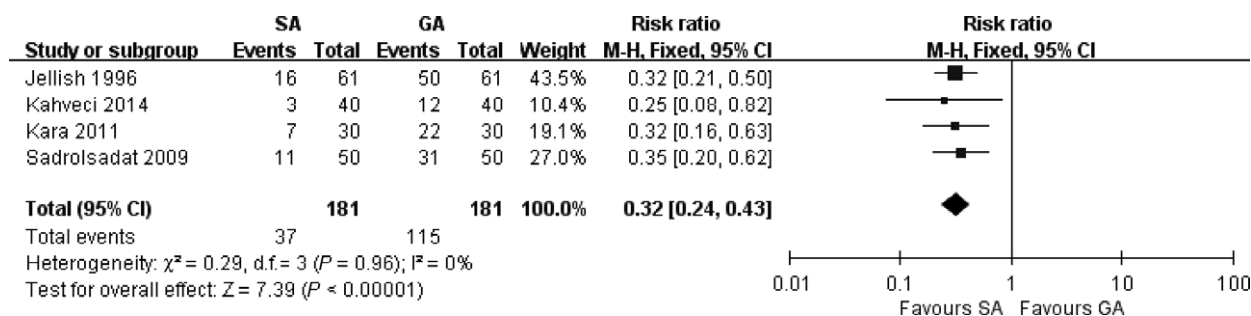 SA GA Risk ratio Risk ratio
Study or subgroup Events Total Events Total Weight M-H, Fixed, 95% CI M-H, Fixed, 95% CI
Jellish 1996 16 61 50 61 43.5% 0.32 [0.21, 0.50]
Kahveci 2014 3 40 12 40 10.4% 0.25 [0.08, 0.82]
Kara 2011 7 30 22 30 19.1% 0.32 [0.16, 0.63]
Sadrolsadat 2009 11 50 31 50 27.0% 0.35 [0.20, 0.62]
Total (95% CI) 181 181 100.0% 0.32 [0.24, 0.43]
Total events 37 115
Heterogeneity: χ² = 0.29, d.f.= 3 (P = 0.96); I² = 0%
Test for overall effect: Z = 7.39 (P < 0.00001)
0.01 0.1 1 10 100
Favours SA Favours GA